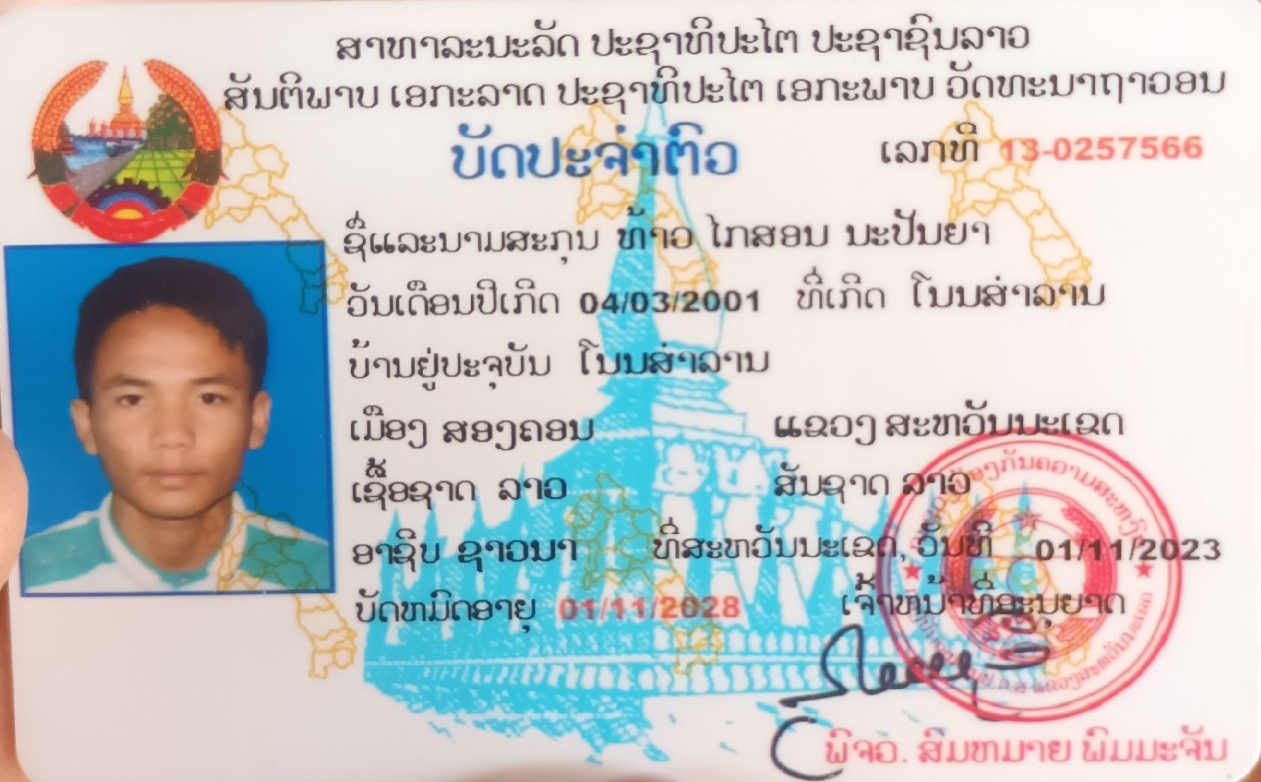 ສາທາລະນະລັດ ປະຊາທິປະໄຕ ປະຊາຊົນລາວ
ສັນຕິພາບ ເອກະລາດ ປະຊາທິປະໄຕ ເອກະພາບ ວັດທະນາຖາວອນ
ບັດປະຈຳຕົວ ເລກທີ 13-0257566
ຊື່ແລະນາມສະກຸນ ທ້າວ ໄກສອນ ນະປັນຍາ
ວັນເດືອນປີເກີດ 04/03/2001 ທີ່ເກີດ ໂນນສຳລານ
ບ້ານຢູ່ປະຈຸບັນ ໂນນສຳລານ
ເມືອງ ສອງຄອນ ແຂວງ ສະຫວັນນະເຂດ
ເຊື້ອຊາດ ລາວ ສັນຊາດ ລາວ
ອາຊີບ ຊາວນາ ທີ່ສະຫວັນນະເຂດ, ວັນທີ 01/11/2023
ບັດຫມົດອາຍຸ 01/11/2028 ເຈົ້າຫນ້າທີ່ອະນຸຍາດ
ພິຈວ. ສົມຫມາຍ ພິມມະຈັນ